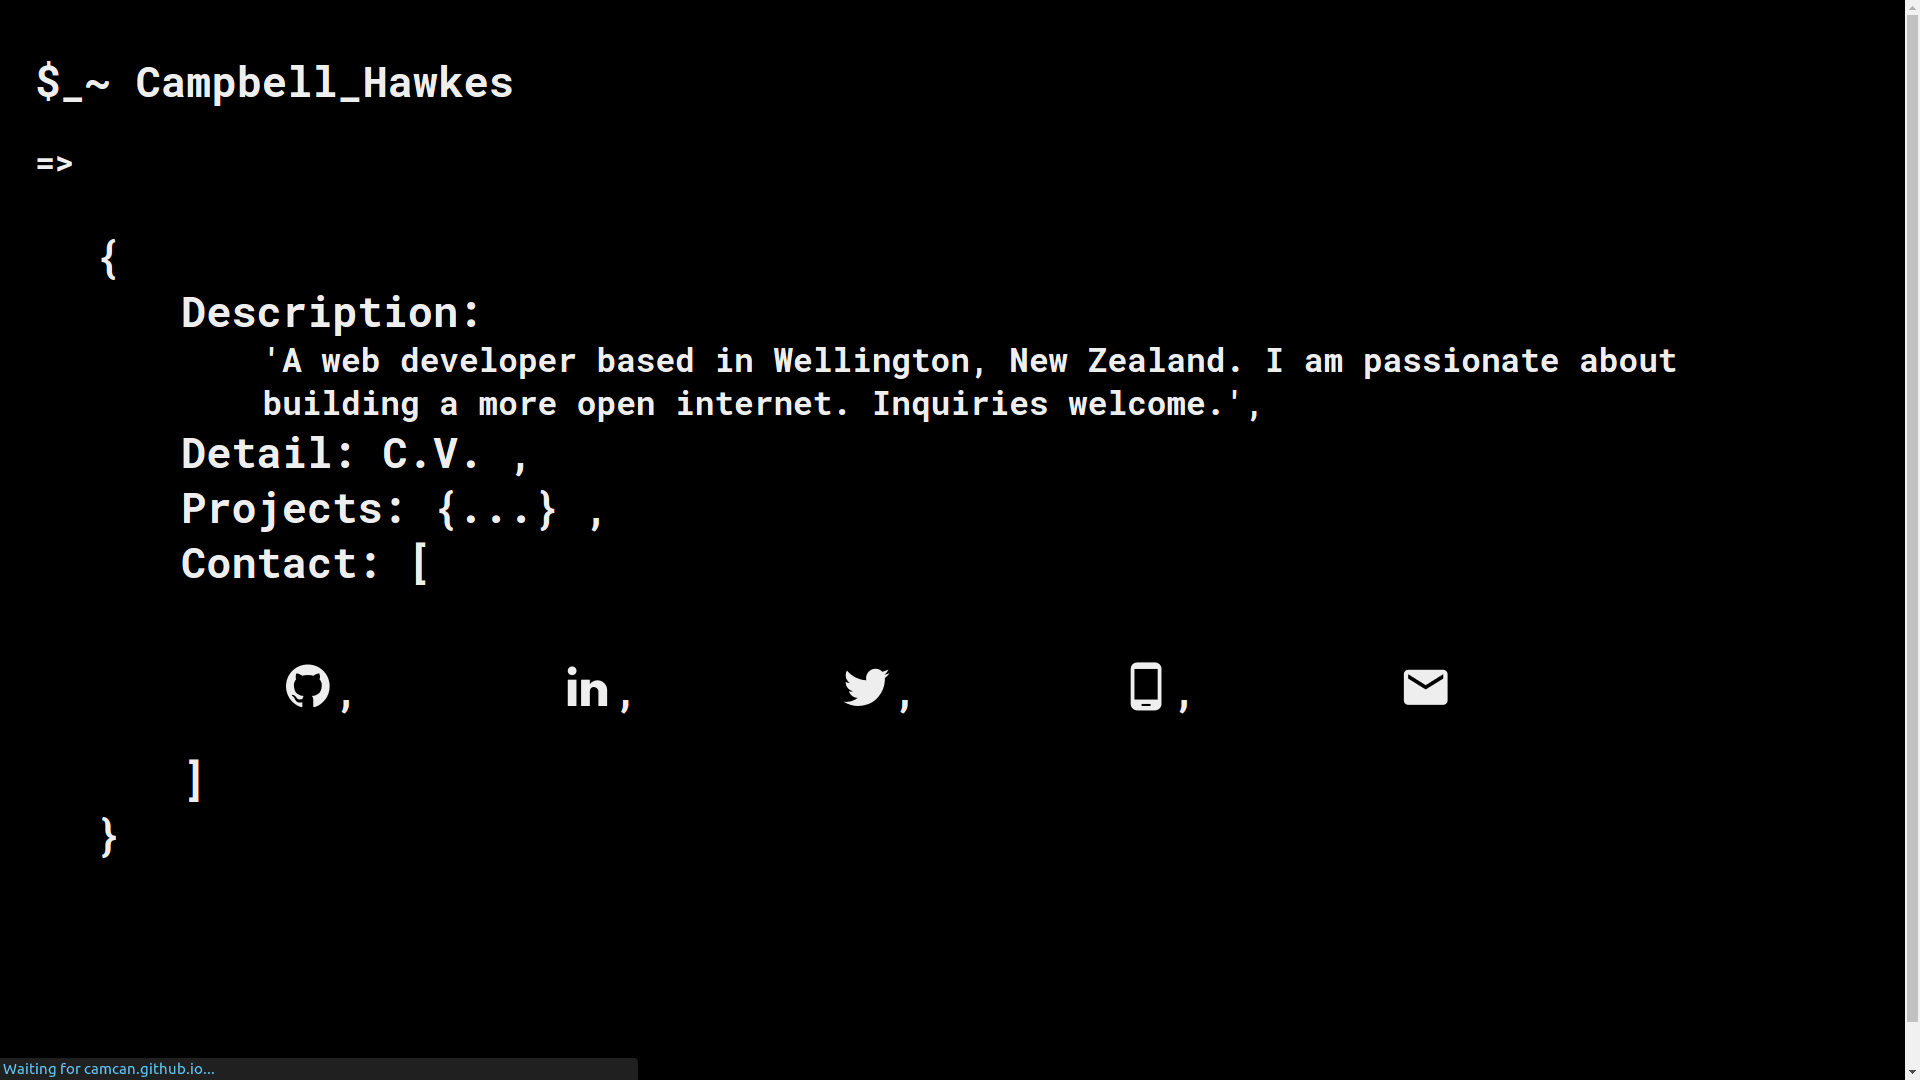 $_~ Campbell_Hawkes
=>
{
Description:
'A web developer based in Wellington, New Zealand. I am passionate about
building a more open internet. Inquiries welcome.',
Detail: C.V. ,
Projects: {...} ,
Contact: [
, in, , ,
]
}
Waiting for camcan.github.io...